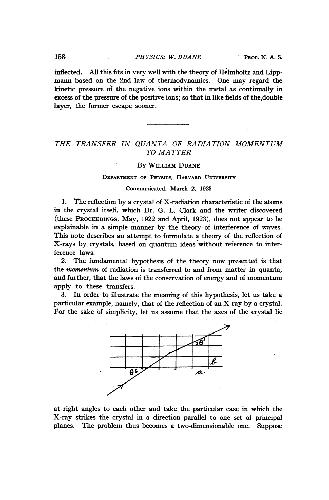 158 PHYSICS: W. DUANE PROC. N. A. S.
inflected. All this fits in very well with the theory of Helmholtz and Lipp-
mann based on the 2nd law of thermodynamics. One may regard the
kinetic pressure of the negative ions within the metal as continually in
excess of the pressure of the positive ions; so that in like fields of the double
layer, the former escape sooner.
THE TRANSFER IN QUANTA OF RADIATION MOMENTUM
TO MATTER
BY WILLIAM DUANE
DEPARTMENT OF PHYSICS, HARVARD UNIVERSITY
Communicated March 2, 1923
1. The reflection by a crystal of X-radiation characteristic of the atoms
in the crystal itself, which Dr. G. L. Clark and the writer discovered
(these PROCEEDINGS, May, 1922 and April, 1923), does not appear to be
explainable in a simple manner by the theory of interference of waves.
This note describes an attempt to formulate a theory of the reflection of
X-rays by crystals, based on quantum ideas without reference to inter-
ference laws.
2. The fundamental hypothesis of the theory now presented is that
the momentum of radiation is transferred to and from matter in quanta,
and further, that the laws of the conservation of energy and of momentum
apply to these transfers.
3. In order to illustrate the meaning of this hypothesis, let us take a
particular example, namely, that of the reflection of an X-ray by a crystal.
For the sake of simplicity, let us assume that the axes of the crystal lie
θ'
b
θ
a
at right angles to each other and take the particular case in which the
X-ray strikes the crystal in a direction parallel to one set of principal
planes. The problem thus becomes a two-dimensional one. Suppose